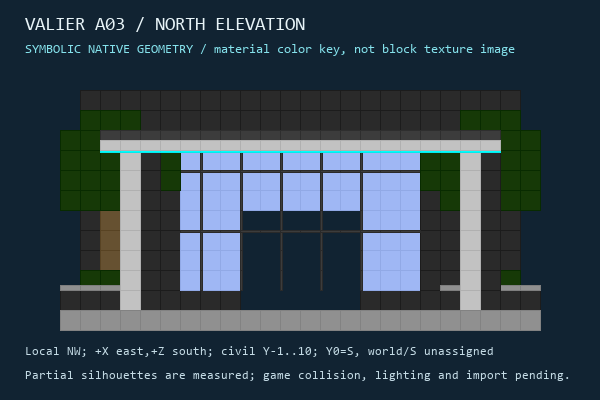 VALIER A03 / NORTH ELEVATION
SYMBOLIC NATIVE GEOMETRY / material color key, not block texture image
Local NW; +X east,+Z south; civil Y-1..10; Y0=S, world/S unassigned
Partial silhouettes are measured; game collision, lighting and import pending.